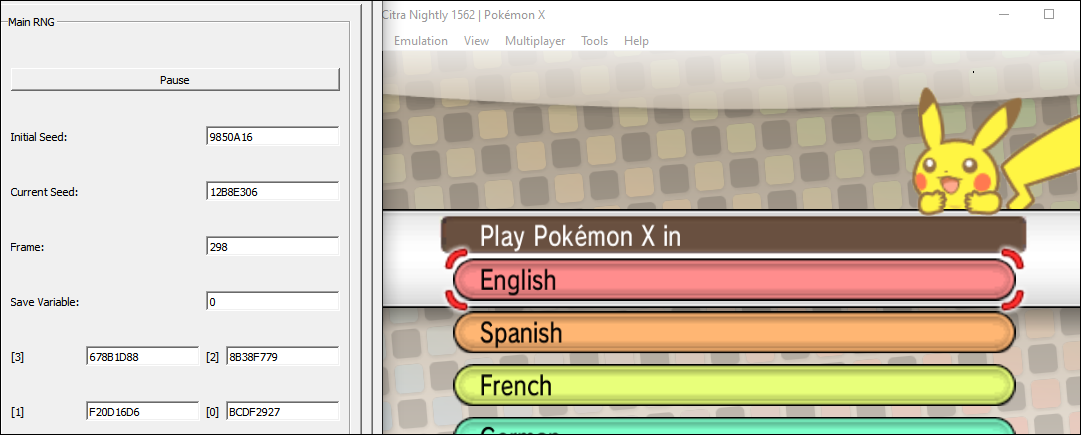 Main RNG
Pause
Initial Seed: 9850A16
Current Seed: 12B8E306
Frame: 298
Save Variable: 0
[3] 678B1D88 [2] 8B38F779
[1] F20D16D6 [0] BCDF2927
Citra Nightly 1562 | Pokémon X
Emulation View Multiplayer Tools Help
Play Pokémon X in
English
Spanish
French
German